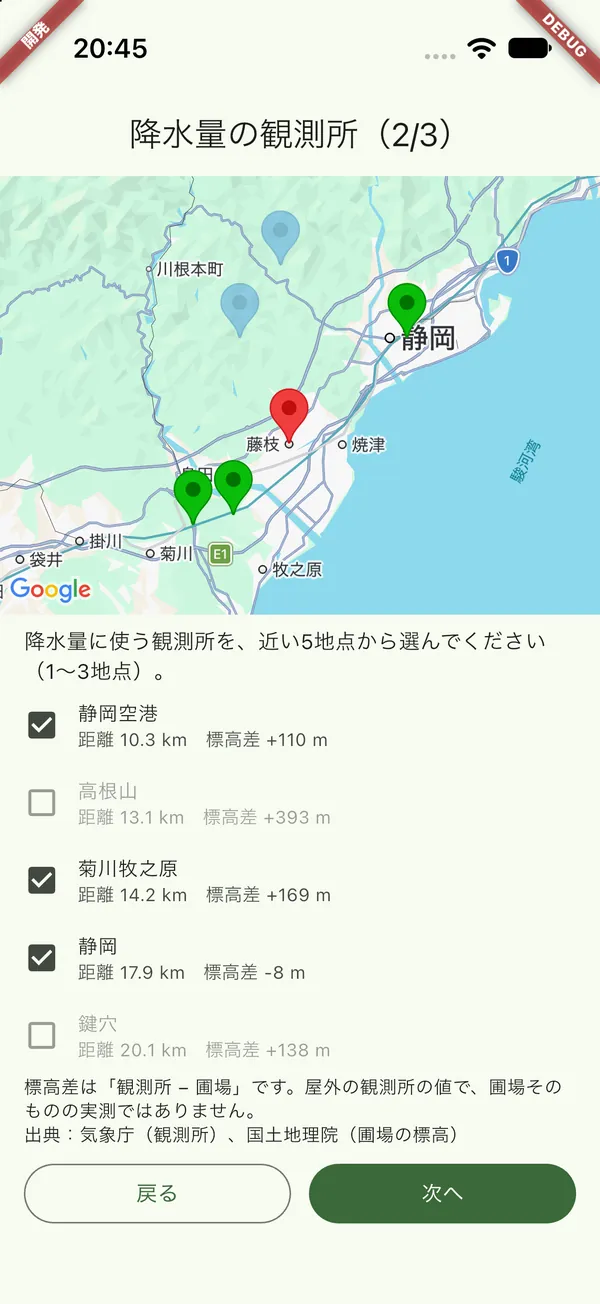 開発
20:45
DEBUG
降水量の観測所（2/3）
川根本町
1
静岡
藤枝
焼津
駿河湾
島田
掛川
菊川
E1
袋井
牧之原
Google
降水量に使う観測所を、近い5地点から選んでください
（1〜3地点）。
静岡空港
距離 10.3 km 標高差 +110 m
高根山
距離 13.1 km 標高差 +393 m
菊川牧之原
距離 14.2 km 標高差 +169 m
静岡
距離 17.9 km 標高差 -8 m
鍵穴
距離 20.1 km 標高差 +138 m
標高差は「観測所 − 圃場」です。屋外の観測所の値で、圃場その
ものの実測ではありません。
出典：気象庁（観測所）、国土地理院（圃場の標高）
戻る
次へ